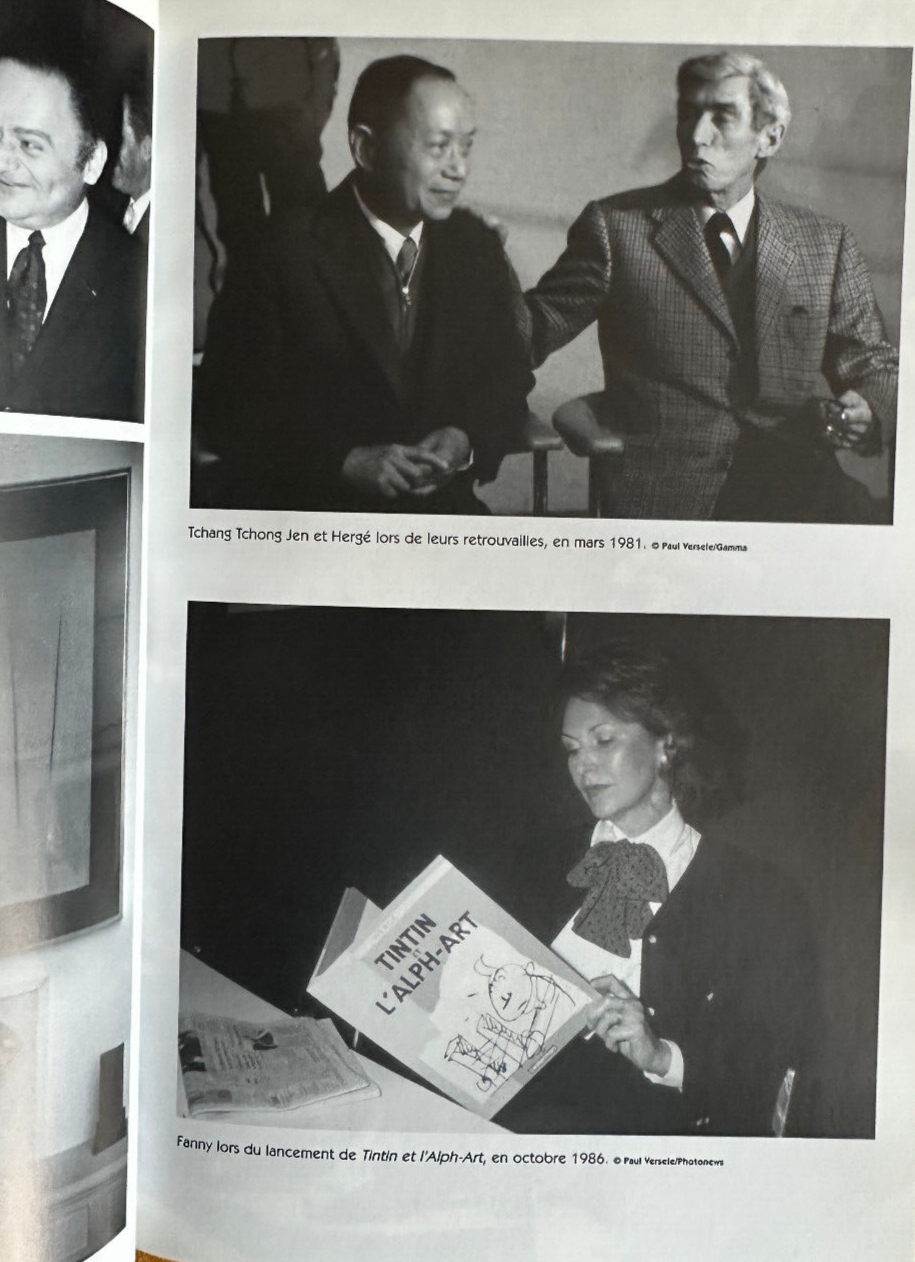 Tchang Tchong Jen et Hergé lors de leurs retrouvailles, en mars 1981. © Paul Versele/Gamma
TINTIN
et
L'ALPH-ART
Fanny lors du lancement de Tintin et l'Alph-Art, en octobre 1986. © Paul Versele/Photonews